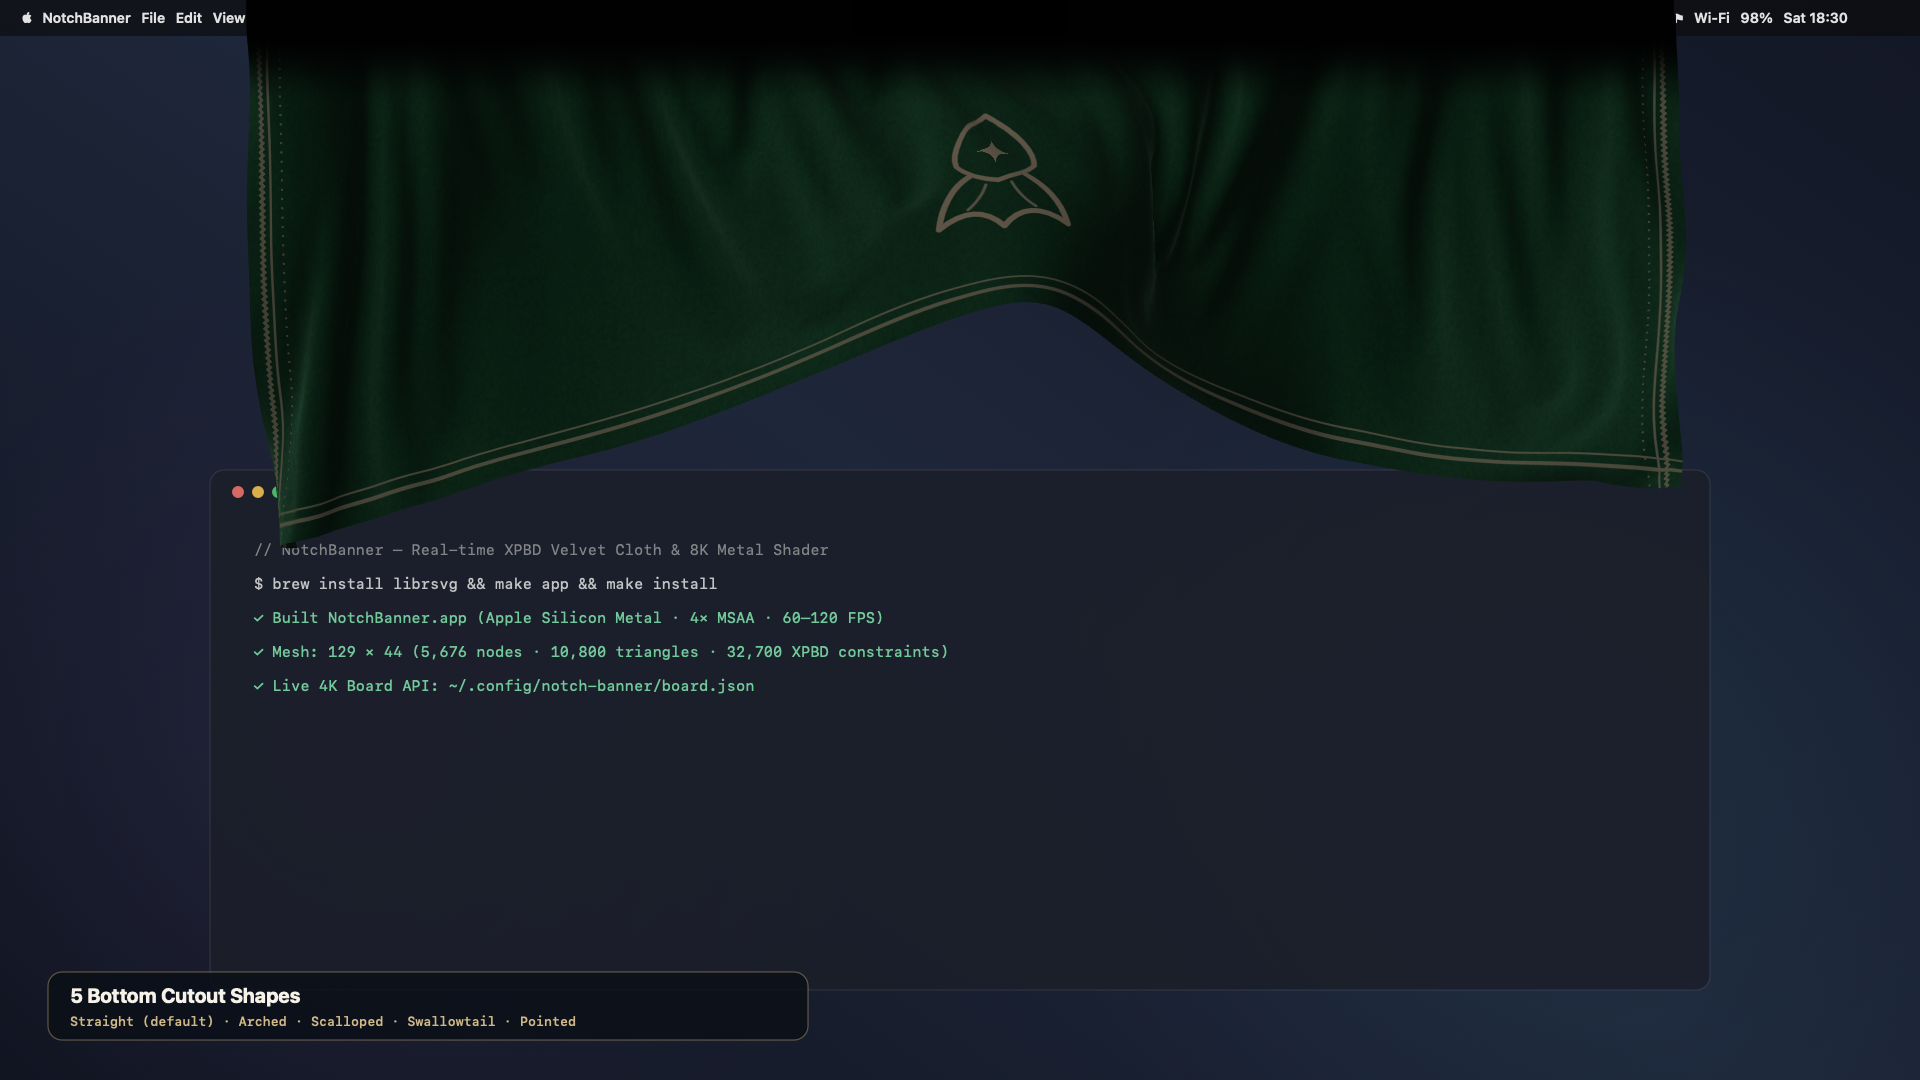 NotchBanner File Edit View
Wi-Fi 98% Sat 18:30
// NotchBanner — Real-time XPBD Velvet Cloth & 8K Metal Shader
$ brew install librsvg && make app && make install
✓ Built NotchBanner.app (Apple Silicon Metal · 4× MSAA · 60–120 FPS)
✓ Mesh: 129 × 44 (5,676 nodes · 10,800 triangles · 32,700 XPBD constraints)
✓ Live 4K Board API: ~/.config/notch-banner/board.json
5 Bottom Cutout Shapes
Straight (default) · Arched · Scalloped · Swallowtail · Pointed